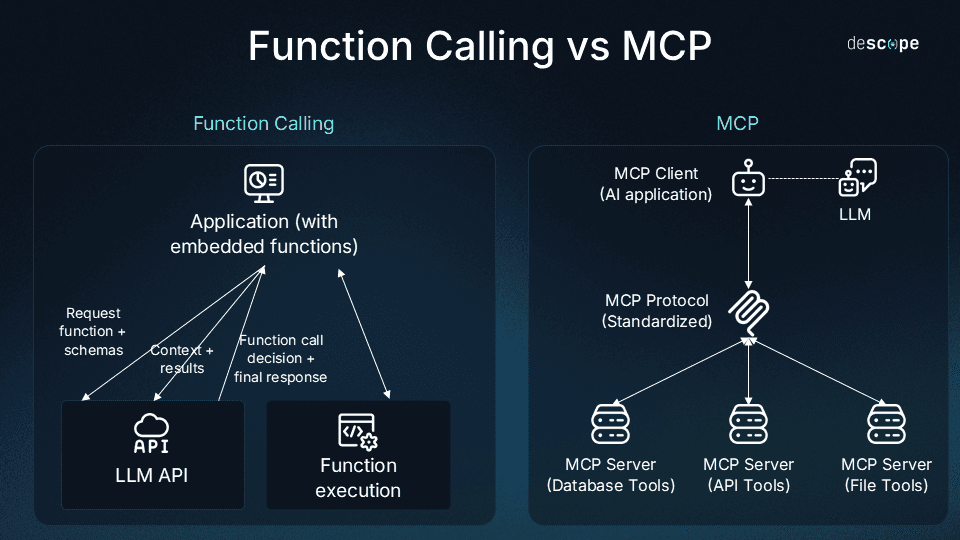 Function Calling vs MCP
descope
Function Calling
Application (with
embedded functions)
Request
function +
schemas
Context +
results
Function call
decision +
final response
API
LLM API
Function
execution
MCP
MCP Client
(AI application)
LLM
MCP Protocol
(Standardized)
MCP Server
(Database Tools)
MCP Server
(API Tools)
MCP Server
(File Tools)